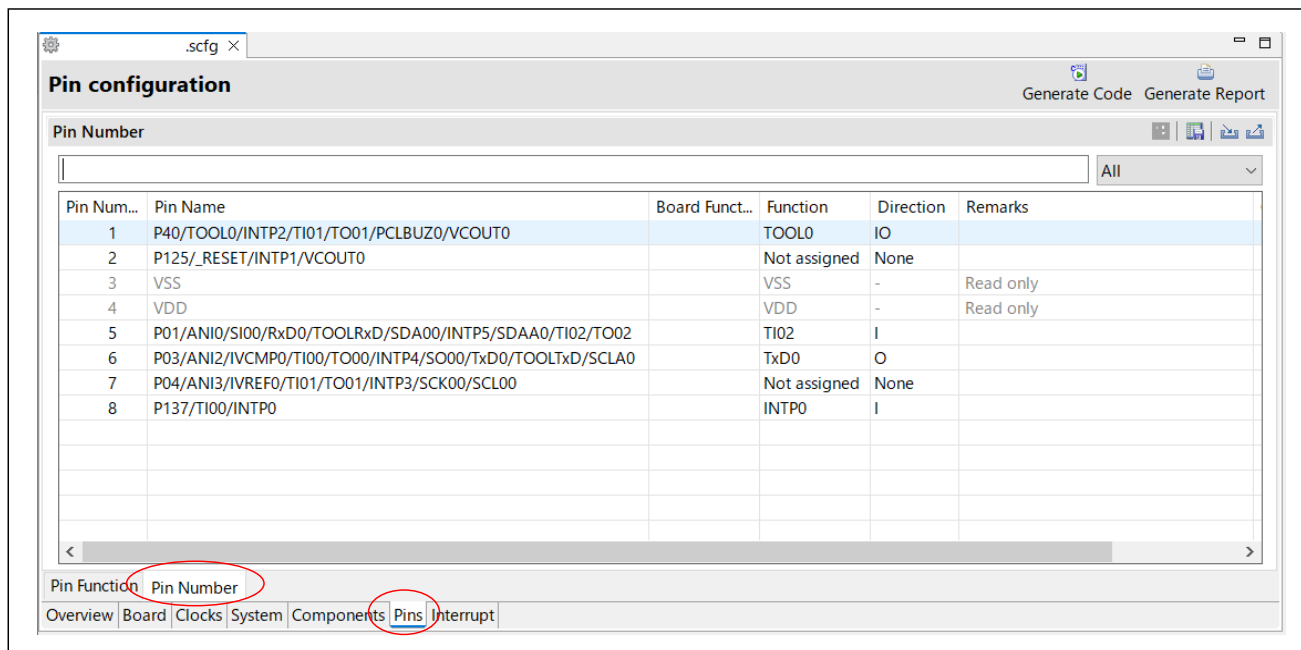 .scfg
Pin configuration
Generate Code Generate Report
Pin Number
All
Pin Num... Pin Name Board Funct... Function Direction Remarks
1 P40/TOOL0/INTP2/TI01/TO01/PCLBUZ0/VCOUT0 TOOL0 IO
2 P125/_RESET/INTP1/VCOUT0 Not assigned None
3 VSS VSS - Read only
4 VDD VDD - Read only
5 P01/ANI0/SI00/RxD0/TOOLRxD/SDA00/INTP5/SDAA0/TI02/TO02 TI02 I
6 P03/ANI2/IVCMP0/TI00/TO00/INTP4/SO00/TxD0/TOOLTxD/SCLA0 TxD0 O
7 P04/ANI3/IVREF0/TI01/TO01/INTP3/SCK00/SCL00 Not assigned None
8 P137/TI00/INTP0 INTP0 I
Pin Function Pin Number
Overview Board Clocks System Components Pins Interrupt